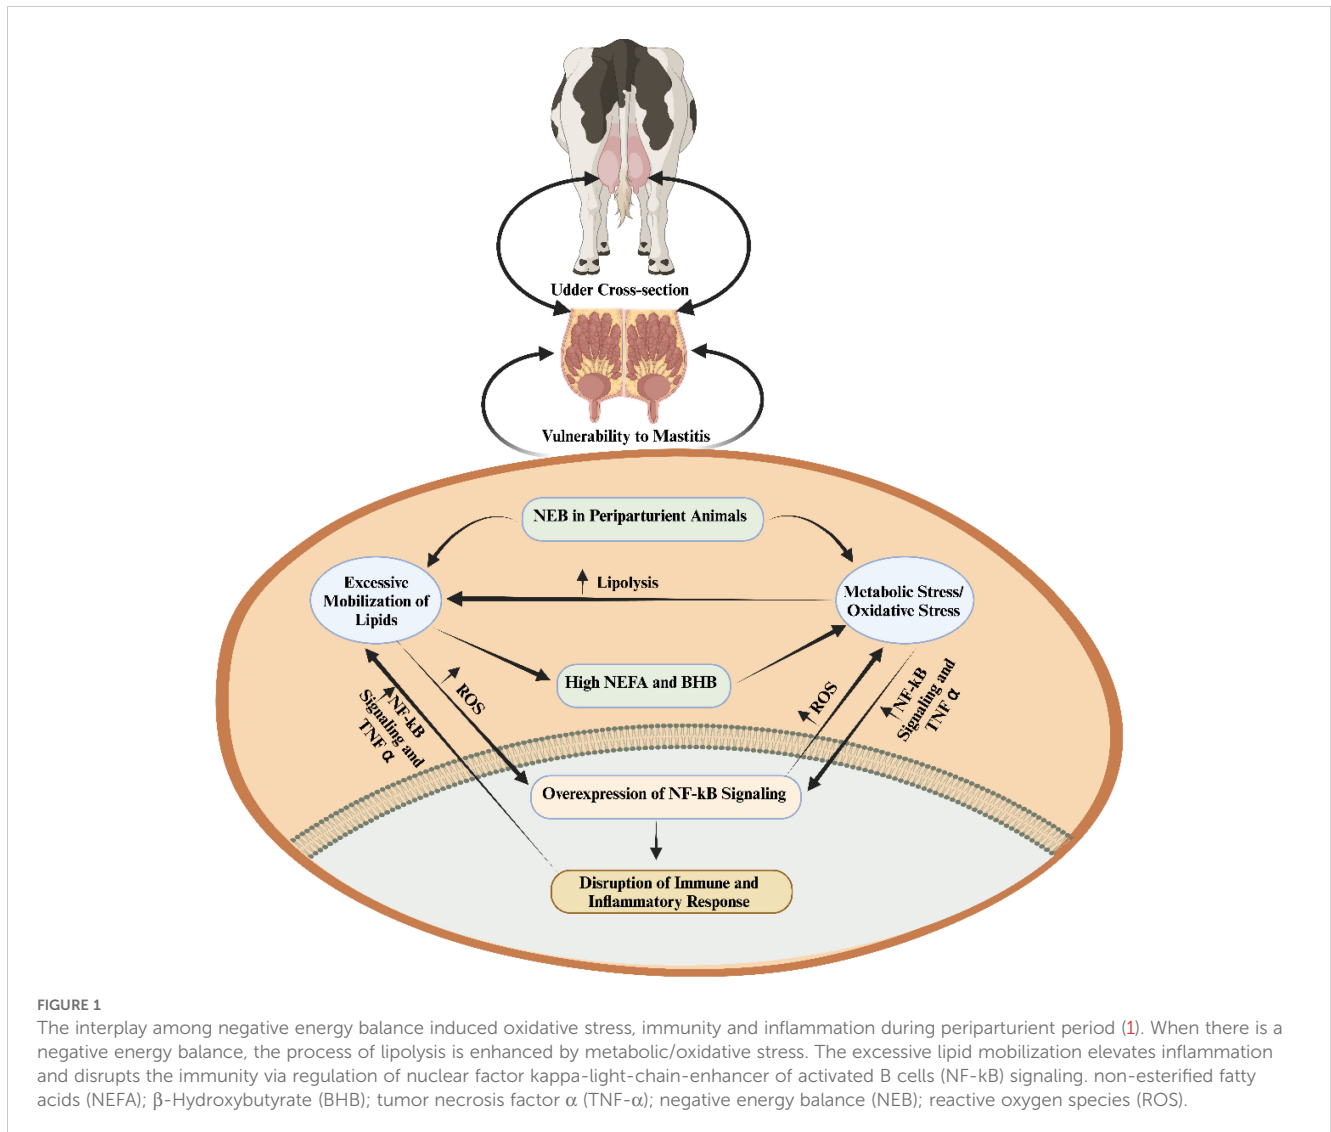 Udder Cross-section
Vulnerability to Mastitis
NEB in Periparturient Animals
Excessive
Mobilization of
Lipids
Lipolysis
Metabolic Stress/
Oxidative Stress
High NEFA and BHB
ROS
NF-kB
Signaling and
TNF α
ROS
NF-kB
Signaling and
TNF α
Overexpression of NF-kB Signaling
Disruption of Immune and
Inflammatory Response
FIGURE 1
The interplay among negative energy balance induced oxidative stress, immunity and inflammation during periparturient period (1). When there is a
negative energy balance, the process of lipolysis is enhanced by metabolic/oxidative stress. The excessive lipid mobilization elevates inflammation
and disrupts the immunity via regulation of nuclear factor kappa-light-chain-enhancer of activated B cells (NF-kB) signaling. non-esterified fatty
acids (NEFA); β-Hydroxybutyrate (BHB); tumor necrosis factor α (TNF-α); negative energy balance (NEB); reactive oxygen species (ROS).